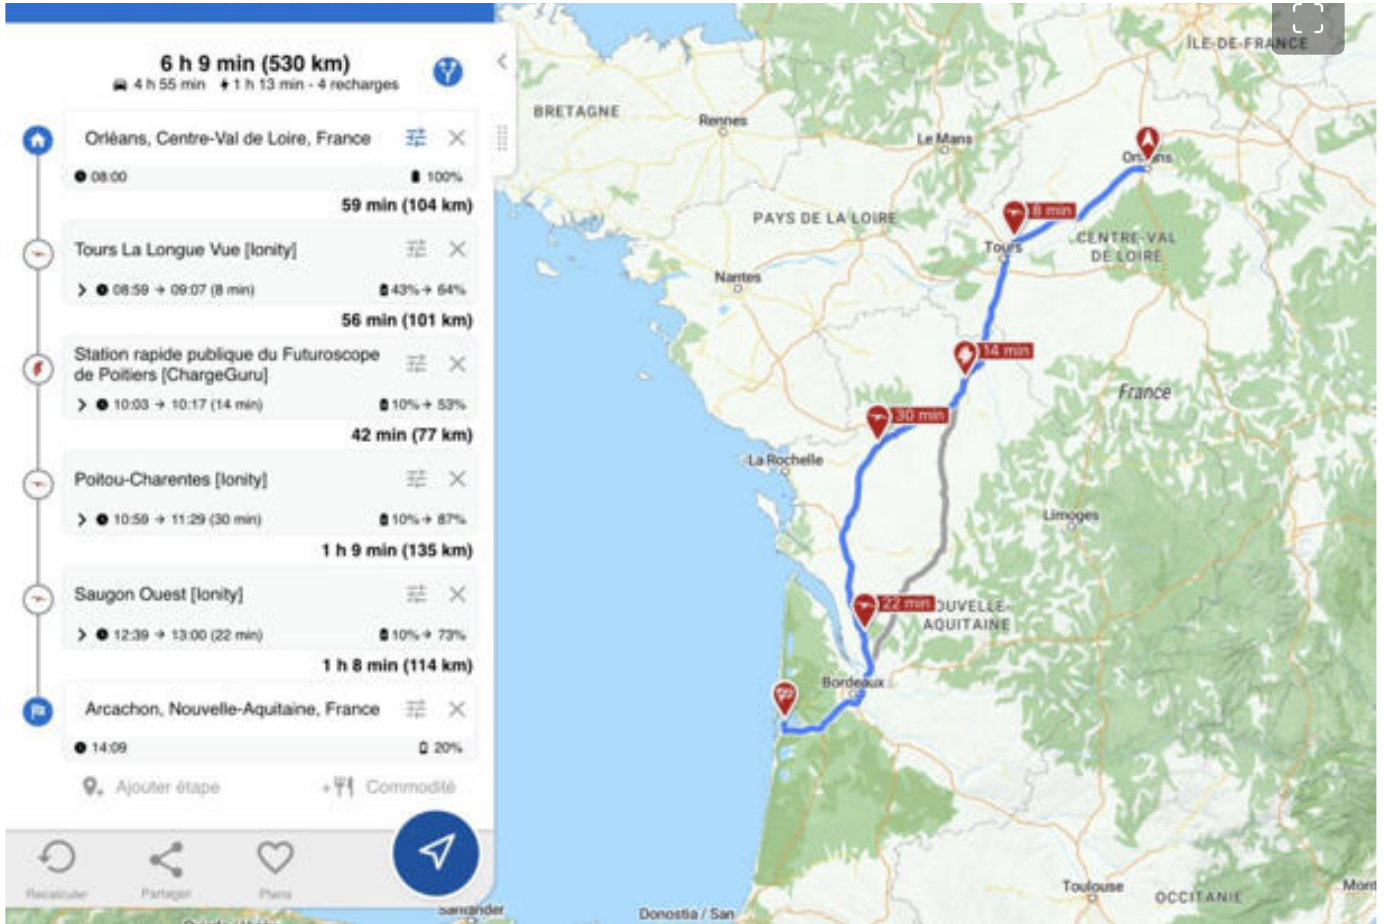 6 h 9 min (530 km)
4 h 55 min 1 h 13 min - 4 recharges
Orléans, Centre-Val de Loire, France
08:00 100%
59 min (104 km)
Tours La Longue Vue [Ionity]
08:59 → 09:07 (8 min) 43% → 64%
56 min (101 km)
Station rapide publique du Futuroscope
de Poitiers [ChargeGuru]
10:03 → 10:17 (14 min) 10% → 53%
42 min (77 km)
Poitou-Charentes [Ionity]
10:59 → 11:29 (30 min) 10% → 87%
1 h 9 min (135 km)
Saugon Ouest [Ionity]
12:39 → 13:00 (22 min) 10% → 73%
1 h 8 min (114 km)
Arcachon, Nouvelle-Aquitaine, France
14:09 20%
Ajouter étape + Commodité
Recalculer Partager Plans
ÎLE-DE-FRANCE
BRETAGNE
Rennes
Le Mans
8 min
PAYS DE LA LOIRE
Tours
CENTRE-VAL
DE LOIRE
Nantes
14 min
France
30 min
La Rochelle
Limoges
22 min
AQUITAINE
Bordeaux
Toulouse
OCCITANIE
Mont
Santander
Donostia / San